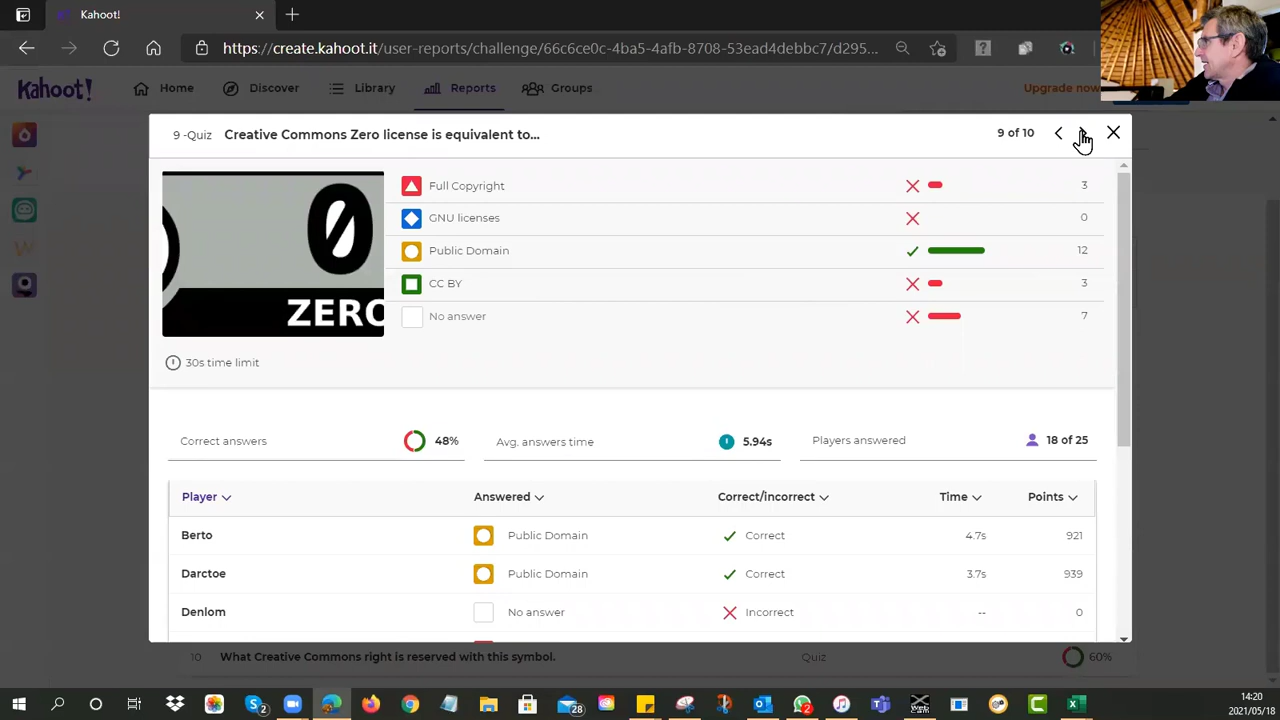 Kahoot!
https://create.kahoot.it/user-reports/challenge/66c6ce0c-4ba5-4afb-8708-53ead4debbc7/d295...
Kahoot! Home Discover Library Reports Groups Upgrade now
9 -Quiz Creative Commons Zero license is equivalent to... 9 of 10
Full Copyright 3
GNU licenses 0
0 Public Domain 12
CC BY 3
ZERO No answer 7
30s time limit
Correct answers 48% Avg. answers time 5.94s Players answered 18 of 25
Player Answered Correct/incorrect Time Points
Berto Public Domain Correct 4.7s 921
Darctoe Public Domain Correct 3.7s 939
Denlom No answer Incorrect -- 0
10 What Creative Commons right is reserved with this symbol. Quiz 60%
2 28 2 14:20
2021/05/18